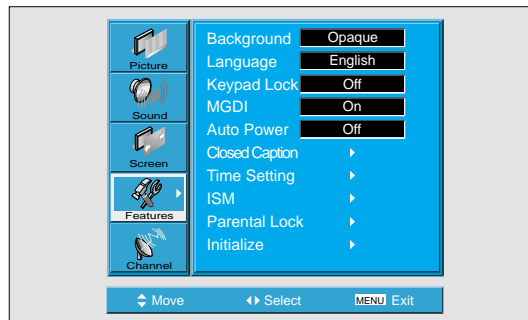 Picture
Sound
Screen
Features
Channel
Background Opaque
Language English
Keypad Lock Off
MGDI On
Auto Power Off
Closed Caption
Time Setting
ISM
Parental Lock
Initialize
Move Select MENU Exit